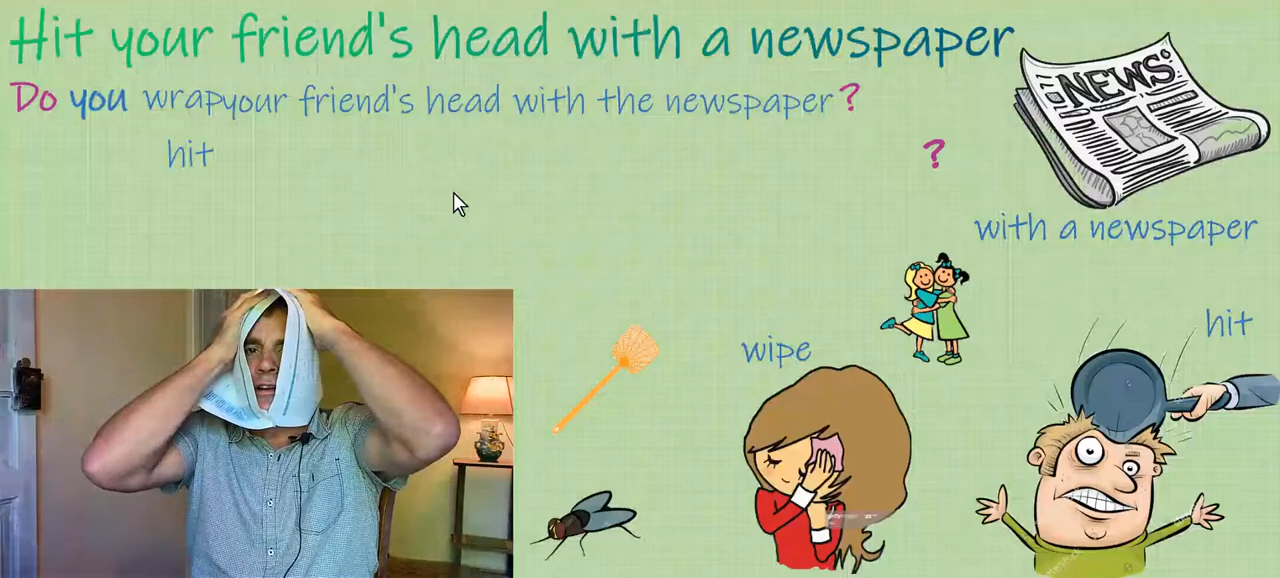 Hit your friend's head with a newspaper
Do you wrapyour friend's head with the newspaper?
hit
?
NEWS
with a newspaper
hit
wipe